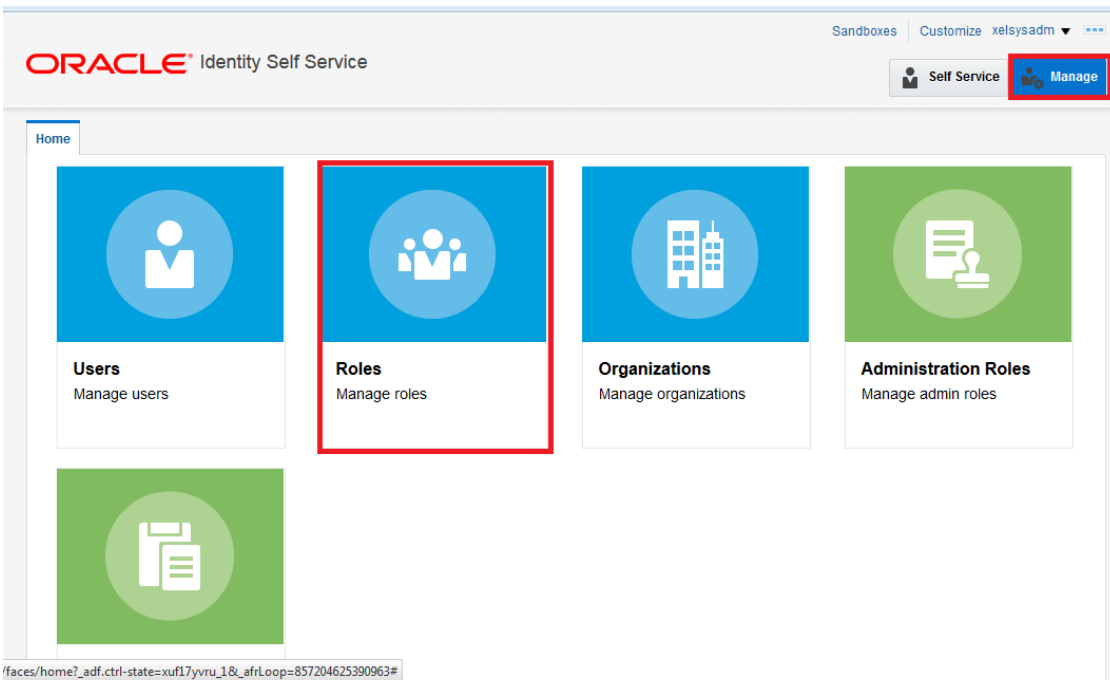 Sandboxes Customize xelsysadm
ORACLE Identity Self Service
Self Service Manage
Home
Users
Manage users
Roles
Manage roles
Organizations
Manage organizations
Administration Roles
Manage admin roles
/faces/home?_adf.ctrl-state=xuf17yvru_1&_afrLoop=857204625390963#